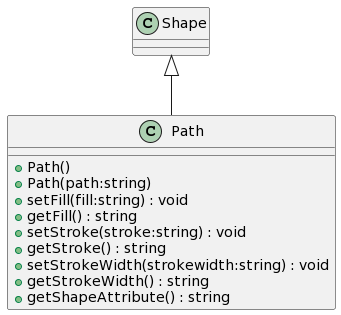 C Shape
C Path
Path()
Path(path:string)
setFill(fill:string) : void
getFill() : string
setStroke(stroke:string) : void
getStroke() : string
setStrokeWidth(strokewidth:string) : void
getStrokeWidth() : string
getShapeAttribute() : string